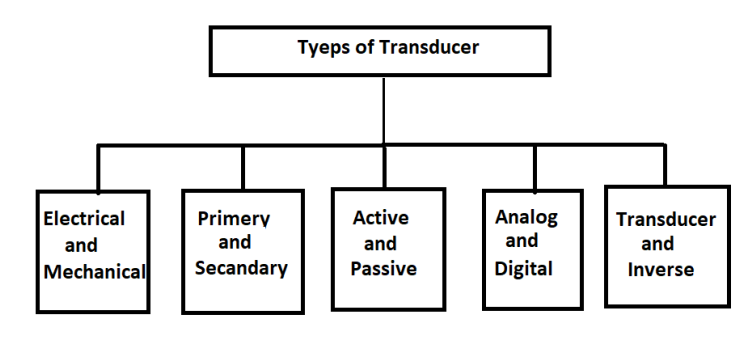 Tyeps of Transducer
Electrical
and
Mechanical
Primery
and
Secandary
Active
and
Passive
Analog
and
Digital
Transducer
and
Inverse